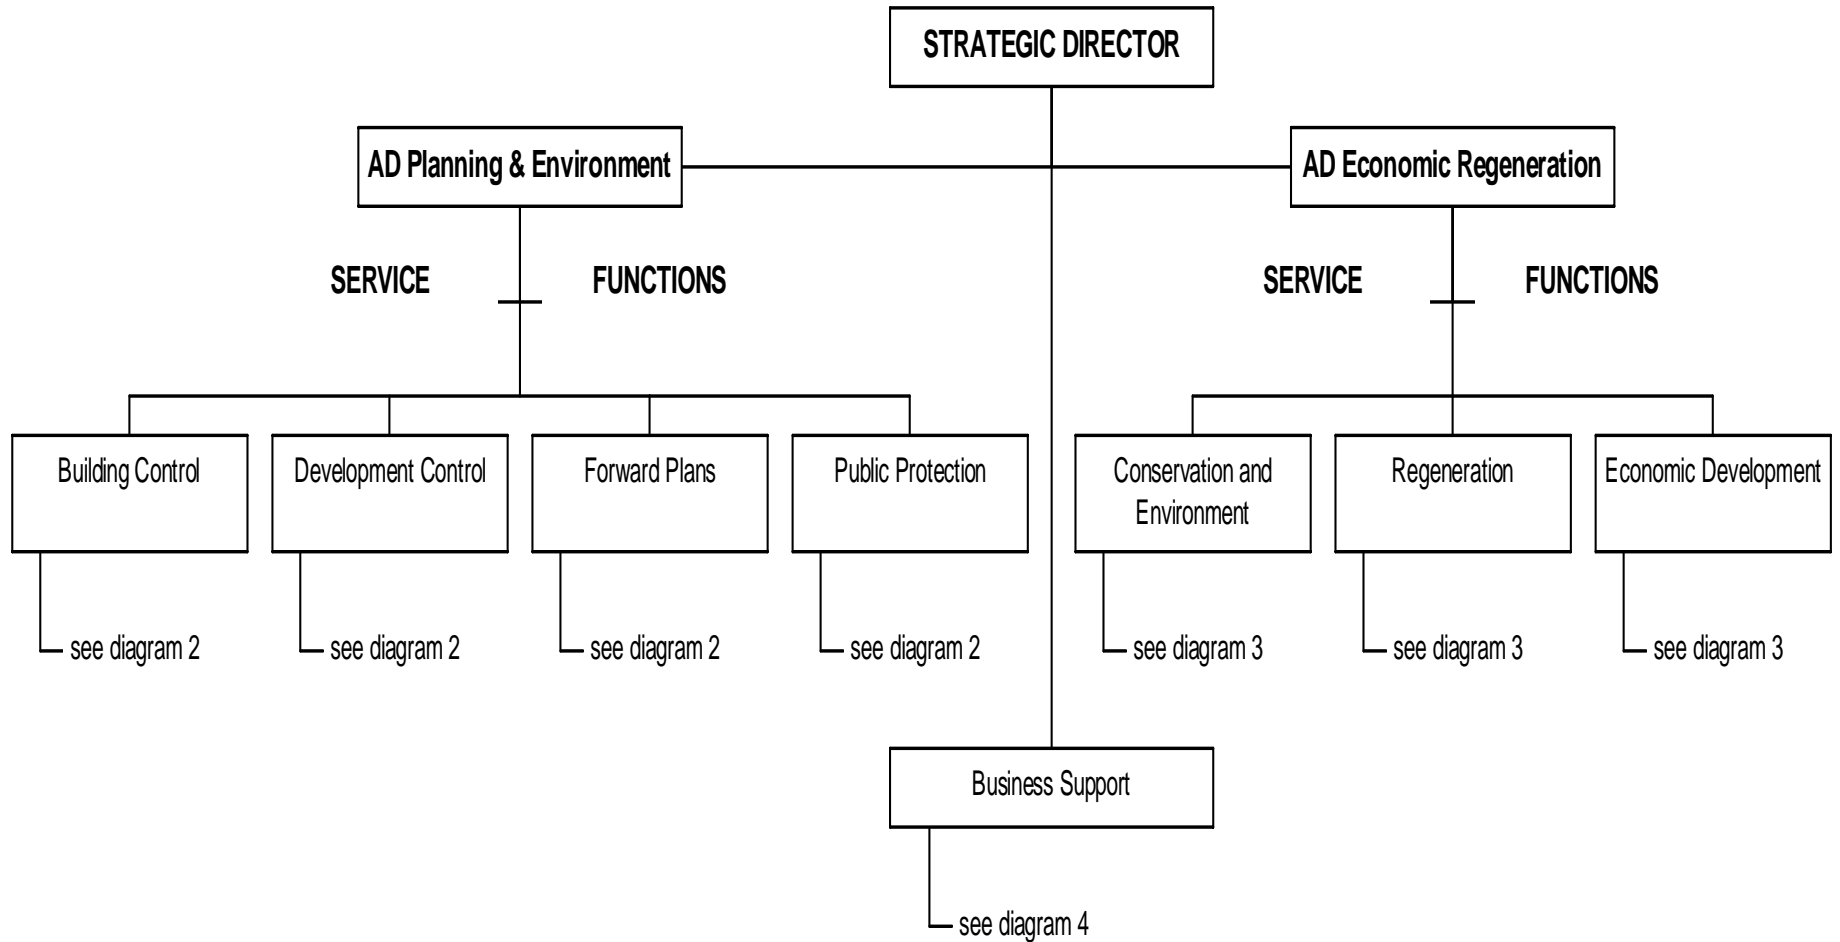 STRATEGIC DIRECTOR
AD Planning & Environment
AD Economic Regeneration
SERVICE FUNCTIONS
SERVICE FUNCTIONS
Building Control
Development Control
Forward Plans
Public Protection
Conservation and
Environment
Regeneration
Economic Development
see diagram 2
see diagram 2
see diagram 2
see diagram 2
see diagram 3
see diagram 3
see diagram 3
Business Support
see diagram 4